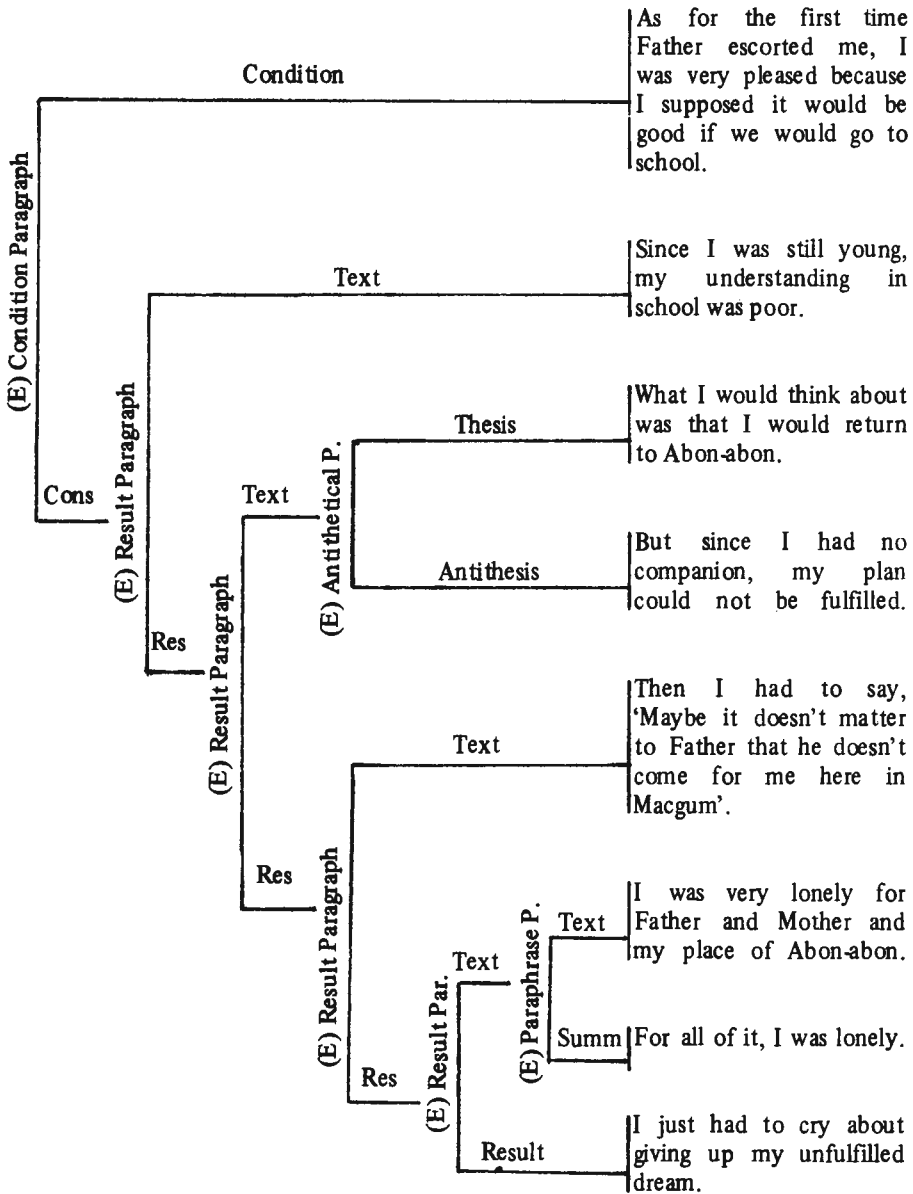 As for the first time
Father escorted me, I
was very pleased because
I supposed it would be
good if we would go to
school.
Condition
(E) Condition Paragraph
Since I was still young,
my understanding in
school was poor.
Text
(E) Result Paragraph
What I would think about
was that I would return
to Abon-abon.
Thesis
Cons
Text
(E) Antithetical P.
But since I had no
companion, my plan
could not be fulfilled.
Antithesis
Res
(E) Result Paragraph
Then I had to say,
‘Maybe it doesn’t matter
to Father that he doesn’t
come for me here in
Macgum’.
Text
Res
(E) Result Paragraph
I was very lonely for
Father and Mother and
my place of Abon-abon.
Text
Text
(E) Paraphrase P.
Summ
For all of it, I was lonely.
Res
(E) Result Par.
I just had to cry about
giving up my unfulfilled
dream.
Result